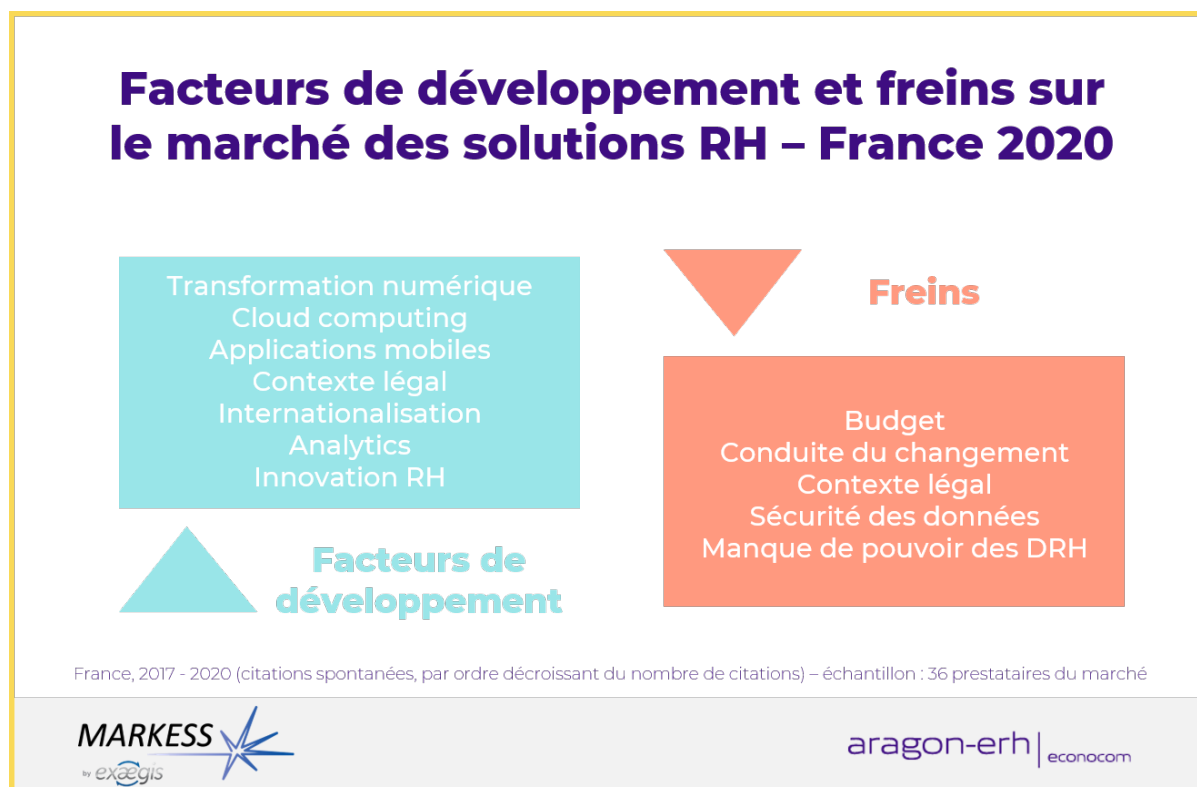 Facteurs de développement et freins sur
le marché des solutions RH – France 2020
Transformation numérique
Cloud computing
Applications mobiles
Contexte légal
Internationalisation
Analytics
Innovation RH
Facteurs de
développement
Freins
Budget
Conduite du changement
Contexte légal
Sécurité des données
Manque de pouvoir des DRH
France, 2017 - 2020 (citations spontanées, par ordre décroissant du nombre de citations) – échantillon : 36 prestataires du marché
MARKESS
by exægis
aragon-erh | econocom